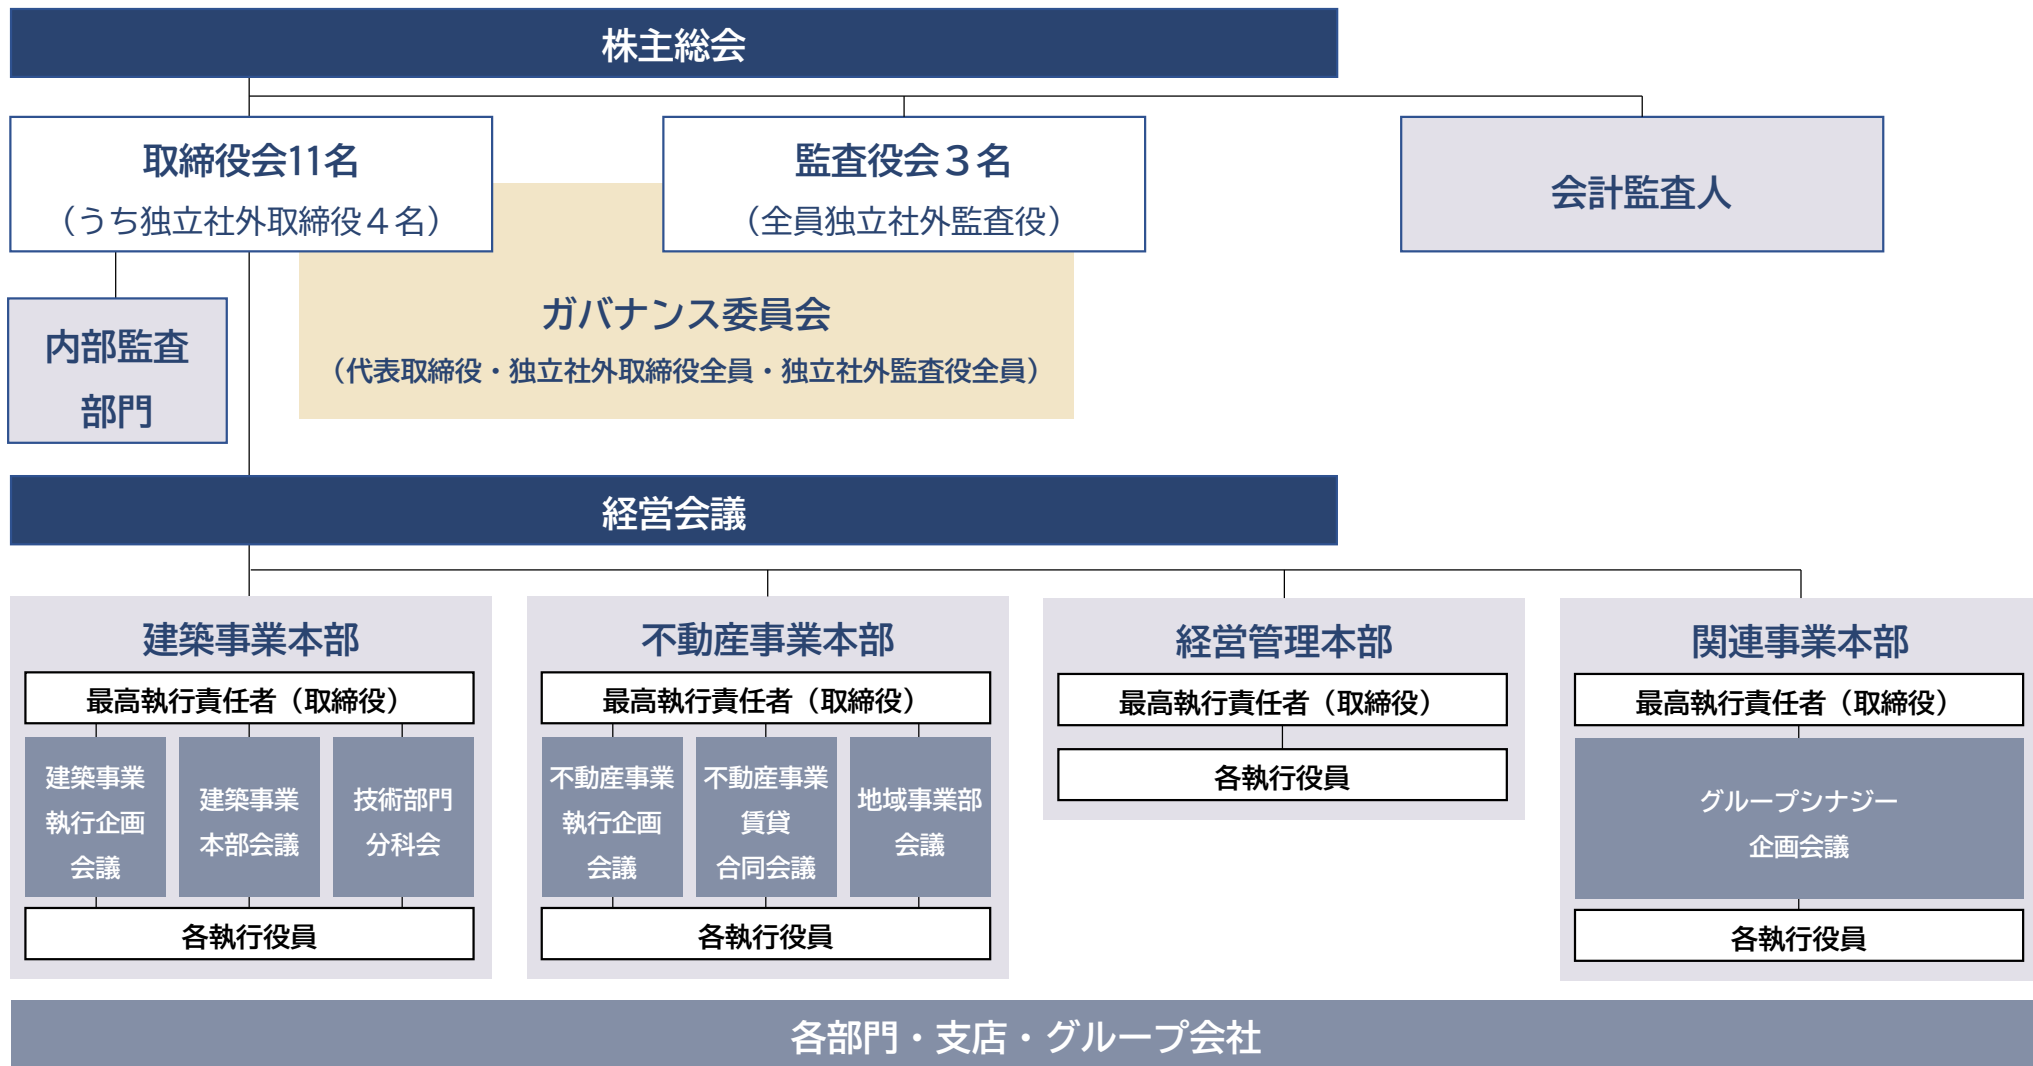 株主総会
取締役会11名
（うち独立社外取締役４名）
監査役会３名
（全員独立社外監査役）
会計監査人
内部監査
部門
ガバナンス委員会
（代表取締役・独立社外取締役全員・独立社外監査役全員）
経営会議
建築事業本部
最高執行責任者（取締役）
建築事業
執行企画
会議
建築事業
本部会議
技術部門
分科会
各執行役員
不動産事業本部
最高執行責任者（取締役）
不動産事業
執行企画
会議
不動産事業
賃貸
合同会議
地域事業部
会議
各執行役員
経営管理本部
最高執行責任者（取締役）
各執行役員
関連事業本部
最高執行責任者（取締役）
グループシナジー
企画会議
各執行役員
各部門・支店・グループ会社